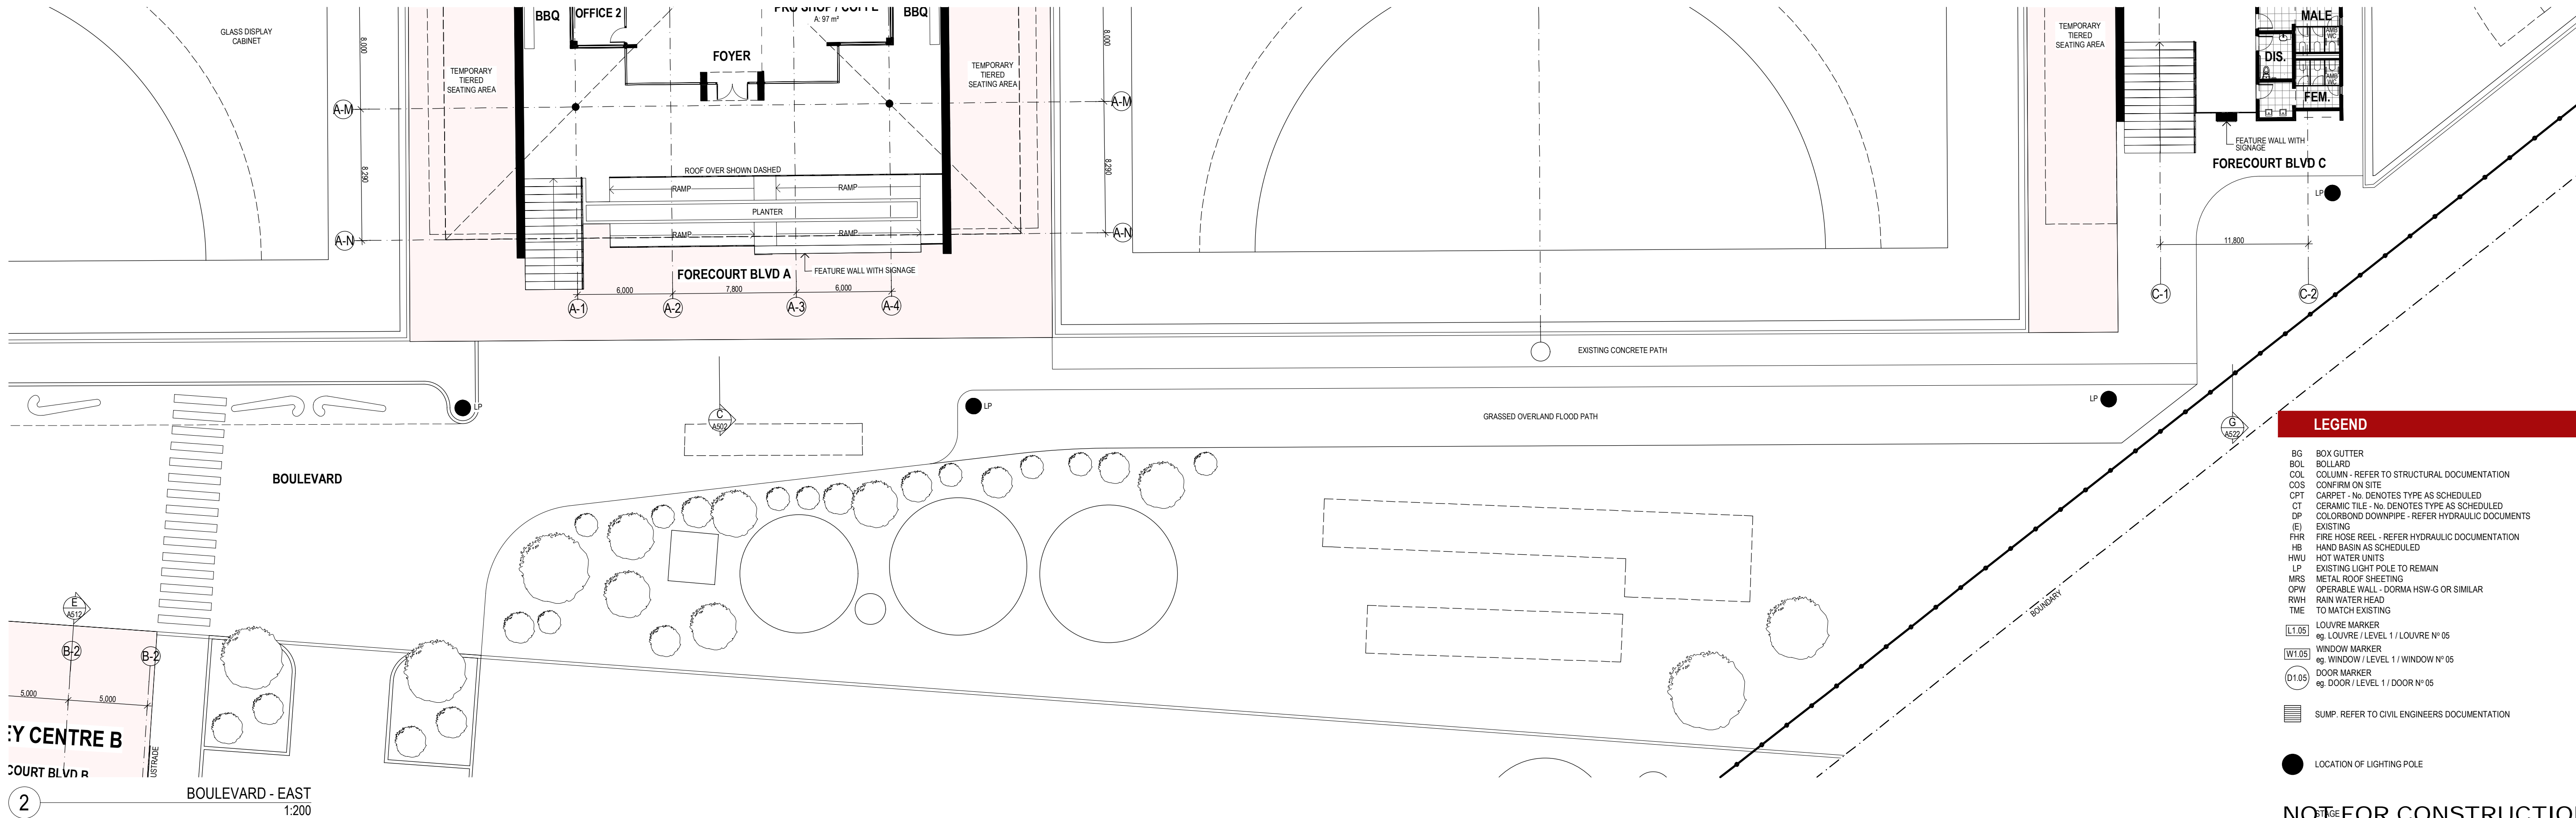 GLASS DISPLAY
CABINET
8,000
BBQ
OFFICE 2
A: 97 m²
BBQ
FOYER
TEMPORARY
TIERED
SEATING AREA
TEMPORARY
TIERED
SEATING AREA
8,000
A-M
A-M
8,290
8,290
ROOF OVER SHOWN DASHED
RAMP
RAMP
PLANTER
RAMP
RAMP
A-N
A-N
FORECOURT BLVD A
FEATURE WALL WITH SIGNAGE
6,000
7,800
6,000
A-1
A-2
A-3
A-4
TEMPORARY
TIERED
SEATING AREA
MALE
AMB
WC
DIS.
AMB
WC
FEM.
FEATURE WALL WITH
SIGNAGE
FORECOURT BLVD C
LP
11,800
C-1
C-2
EXISTING CONCRETE PATH
LP
LP
LP
C
A502
GRASSED OVERLAND FLOOD PATH
G
A522
BOULEVARD
E
A512
B-2
B-2
5,000
5,000
EY CENTRE B
COURT BLVD B
USTRADE
BOUNDARY
2
BOULEVARD - EAST
1:200
LEGEND
BG BOX GUTTER
BOL BOLLARD
COL COLUMN - REFER TO STRUCTURAL DOCUMENTATION
COS CONFIRM ON SITE
CPT CARPET - No. DENOTES TYPE AS SCHEDULED
CT CERAMIC TILE - No. DENOTES TYPE AS SCHEDULED
DP COLORBOND DOWNPIPE - REFER HYDRAULIC DOCUMENTS
(E) EXISTING
FHR FIRE HOSE REEL - REFER HYDRAULIC DOCUMENTATION
HB HAND BASIN AS SCHEDULED
HWU HOT WATER UNITS
LP EXISTING LIGHT POLE TO REMAIN
MRS METAL ROOF SHEETING
OPW OPERABLE WALL - DORMA HSW-G OR SIMILAR
RWH RAIN WATER HEAD
TME TO MATCH EXISTING
L1.05 LOUVRE MARKER
eg. LOUVRE / LEVEL 1 / LOUVRE Nº 05
W1.05 WINDOW MARKER
eg. WINDOW / LEVEL 1 / WINDOW Nº 05
D1.05 DOOR MARKER
eg. DOOR / LEVEL 1 / DOOR Nº 05
SUMP. REFER TO CIVIL ENGINEERS DOCUMENTATION
LOCATION OF LIGHTING POLE
STAGE
NOT FOR CONSTRUCTION